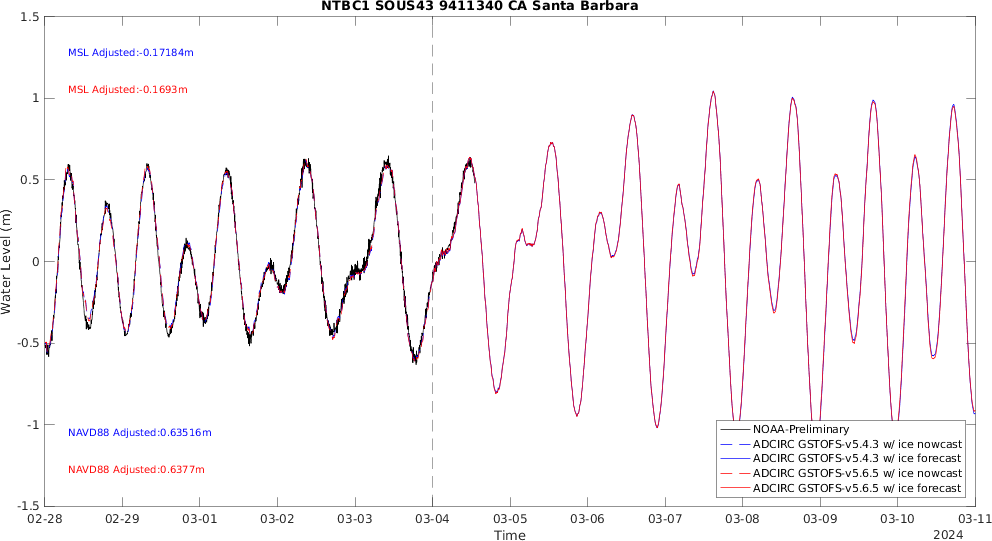 NTBC1 SOUS43 9411340 CA Santa Barbara
1.5
1
0.5
0
-0.5
-1
-1.5
Water Level (m)
MSL Adjusted:-0.17184m
MSL Adjusted:-0.1693m
NAVD88 Adjusted:0.63516m
NAVD88 Adjusted:0.6377m
NOAA-Preliminary
ADCIRC GSTOFS-v5.4.3 w/ ice nowcast
ADCIRC GSTOFS-v5.4.3 w/ ice forecast
ADCIRC GSTOFS-v5.6.5 w/ ice nowcast
ADCIRC GSTOFS-v5.6.5 w/ ice forecast
02-28 02-29 03-01 03-02 03-03 03-04 03-05 03-06 03-07 03-08 03-09 03-10 03-11
Time
2024